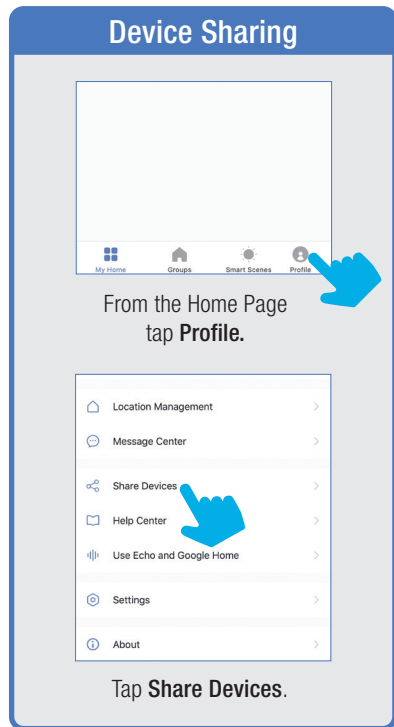 Device Sharing
My Home
Groups
Smart Scenes
Profile
From the Home Page
tap Profile.
Location Management
Message Center
Share Devices
Help Center
Use Echo and Google Home
Settings
About
Tap Share Devices.